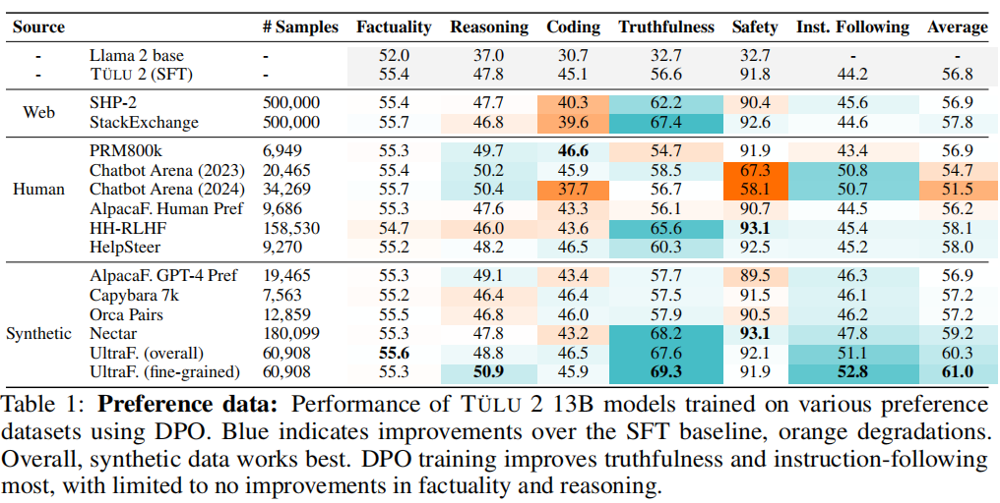 Source # Samples Factuality Reasoning Coding Truthfulness Safety Inst. Following Average
- Llama 2 base - 52.0 37.0 30.7 32.7 32.7 - -
- TÜLU 2 (SFT) - 55.4 47.8 45.1 56.6 91.8 44.2 56.8
Web
SHP-2 500,000 55.4 47.7 40.3 62.2 90.4 45.6 56.9
StackExchange 500,000 55.7 46.8 39.6 67.4 92.6 44.6 57.8
Human
PRM800k 6,949 55.3 49.7 46.6 54.7 91.9 43.4 56.9
Chatbot Arena (2023) 20,465 55.4 50.2 45.9 58.5 67.3 50.8 54.7
Chatbot Arena (2024) 34,269 55.7 50.4 37.7 56.7 58.1 50.7 51.5
AlpacaF. Human Pref 9,686 55.3 47.6 43.3 56.1 90.7 44.5 56.2
HH-RLHF 158,530 54.7 46.0 43.6 65.6 93.1 45.4 58.1
HelpSteer 9,270 55.2 48.2 46.5 60.3 92.5 45.2 58.0
Synthetic
AlpacaF. GPT-4 Pref 19,465 55.3 49.1 43.4 57.7 89.5 46.3 56.9
Capybara 7k 7,563 55.2 46.4 46.4 57.5 91.5 46.1 57.2
Orca Pairs 12,859 55.5 46.8 46.0 57.9 90.5 46.2 57.2
Nectar 180,099 55.3 47.8 43.2 68.2 93.1 47.8 59.2
UltraF. (overall) 60,908 55.6 48.8 46.5 67.6 92.1 51.1 60.3
UltraF. (fine-grained) 60,908 55.3 50.9 45.9 69.3 91.9 52.8 61.0
Table 1: Preference data: Performance of TÜLU 2 13B models trained on various preference
datasets using DPO. Blue indicates improvements over the SFT baseline, orange degradations.
Overall, synthetic data works best. DPO training improves truthfulness and instruction-following
most, with limited to no improvements in factuality and reasoning.